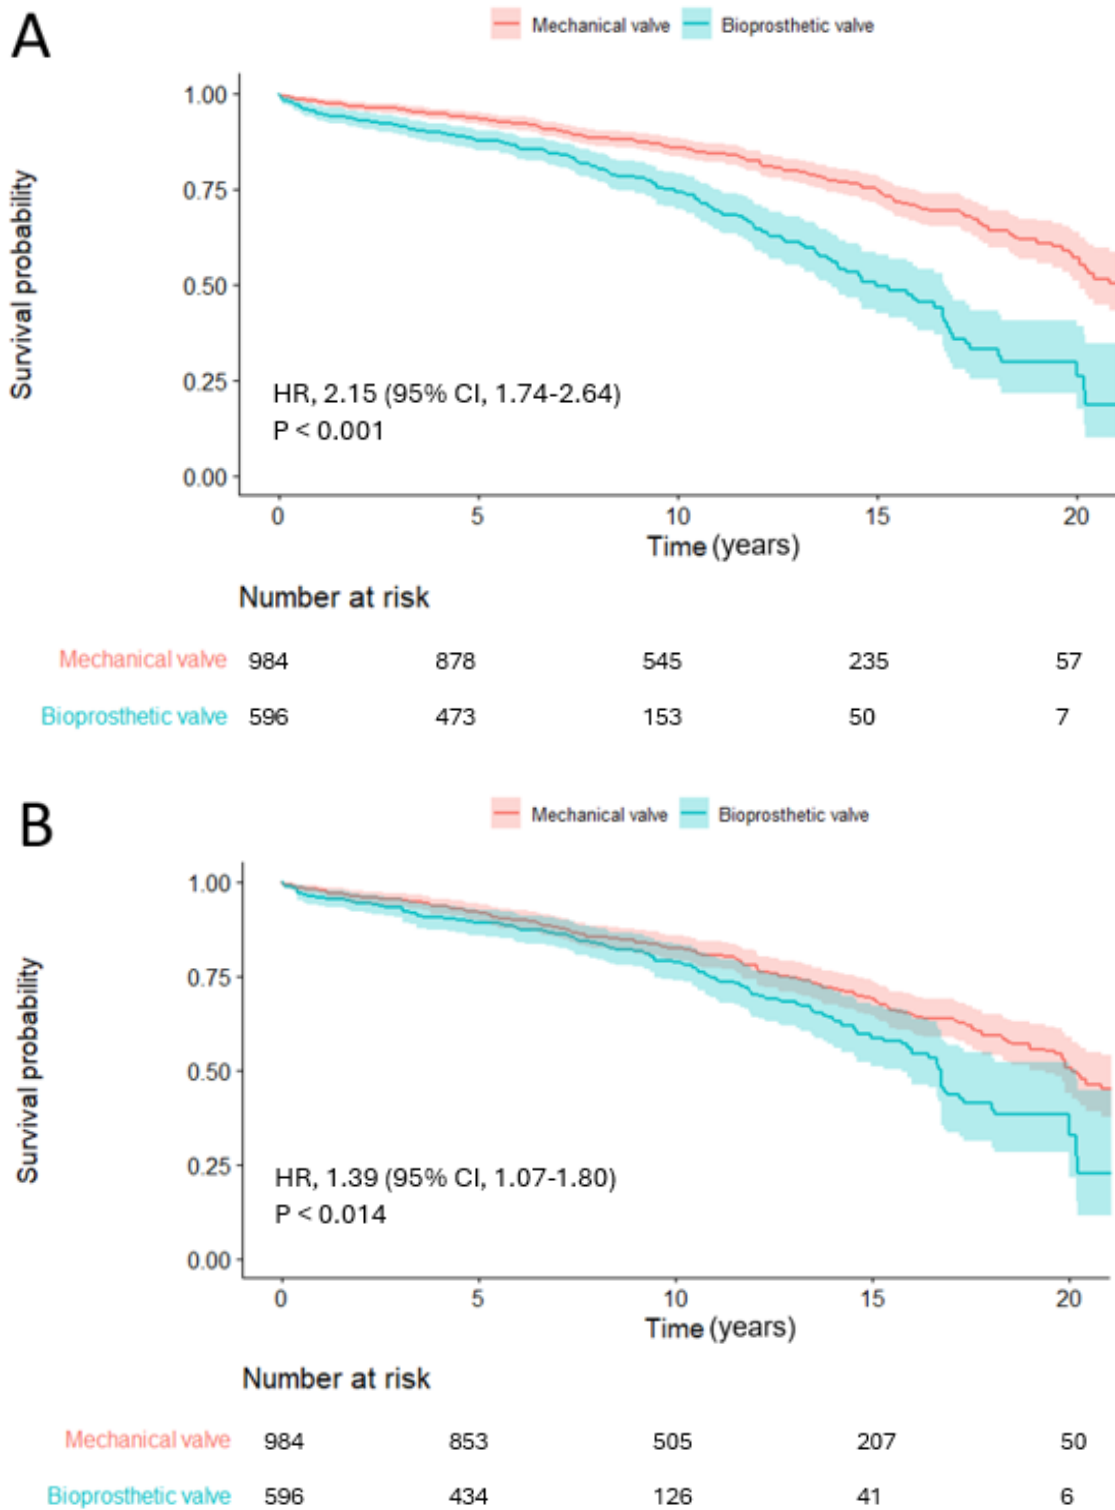 A
Mechanical valve Bioprosthetic valve
Survival probability
1.00
0.75
0.50
0.25
0.00
HR, 2.15 (95% CI, 1.74-2.64)
P < 0.001
0 5 10 15 20
Time (years)
Number at risk
Mechanical valve 984 878 545 235 57
Bioprosthetic valve 596 473 153 50 7
B
Mechanical valve Bioprosthetic valve
Survival probability
1.00
0.75
0.50
0.25
0.00
HR, 1.39 (95% CI, 1.07-1.80)
P < 0.014
0 5 10 15 20
Time (years)
Number at risk
Mechanical valve 984 853 505 207 50
Bioprosthetic valve 596 434 126 41 6